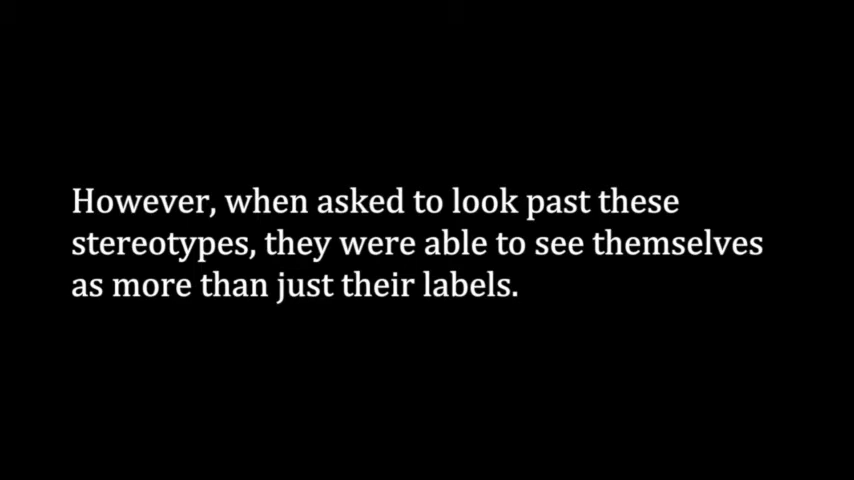 However, when asked to look past these
stereotypes, they were able to see themselves
as more than just their labels.